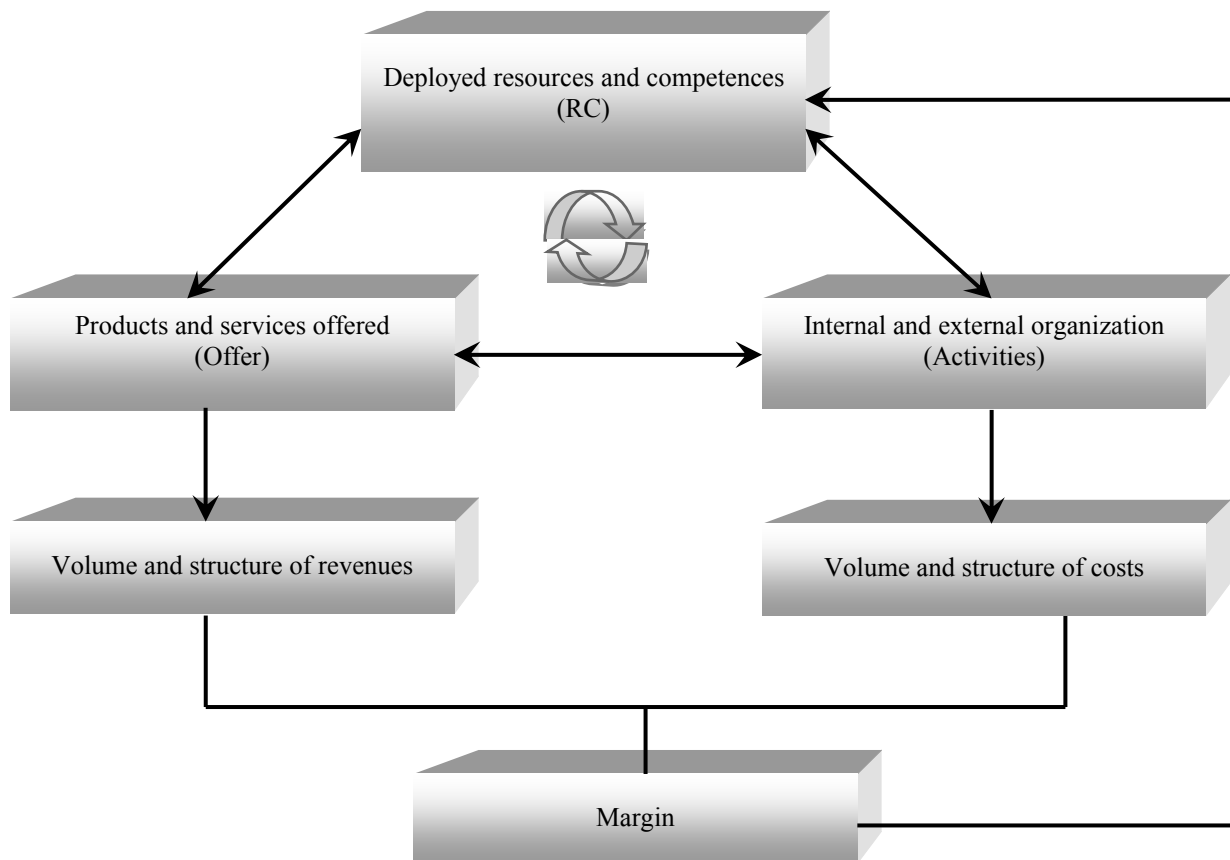 Deployed resources and competences
(RC)
Products and services offered
(Offer)
Internal and external organization
(Activities)
Volume and structure of revenues
Volume and structure of costs
Margin